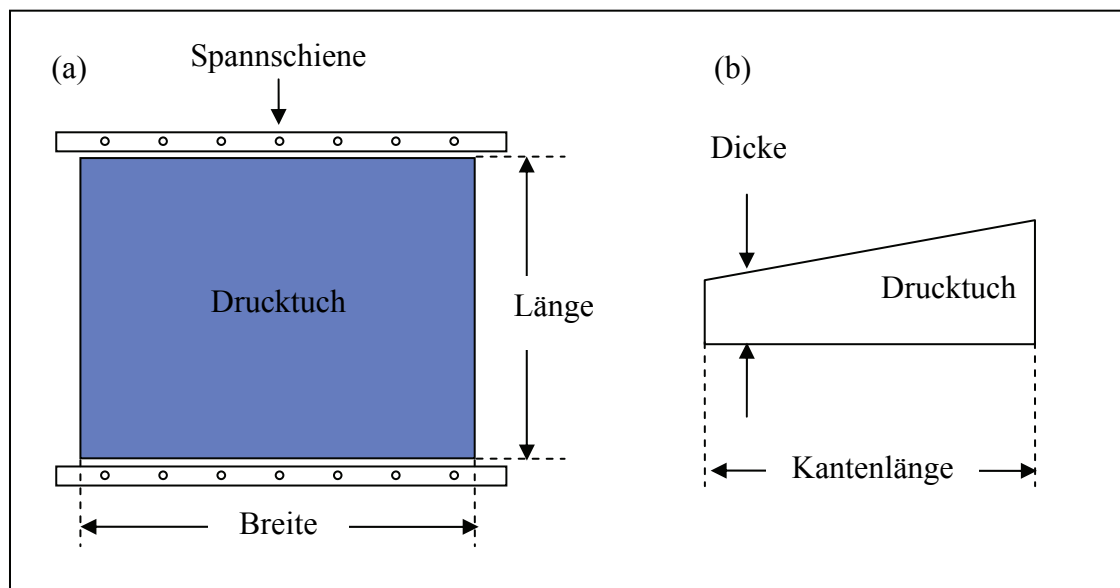 (a)
Spannschiene
Drucktuch
Länge
Breite
(b)
Dicke
Drucktuch
Kantenlänge